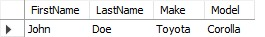 FirstName LastName Make Model
John Doe Toyota Corolla